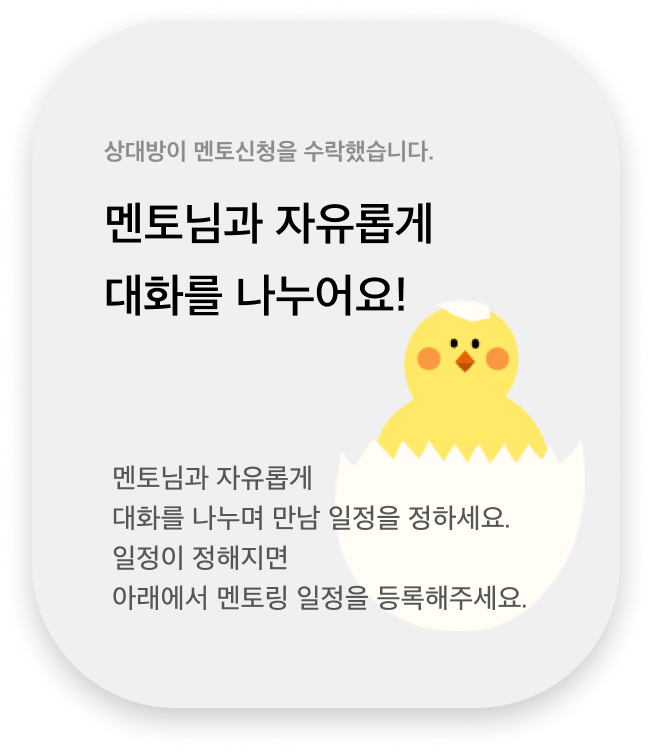 상대방이 멘토신청을 수락했습니다.
멘토님과 자유롭게
대화를 나누어요!
멘토님과 자유롭게
대화를 나누며 만남 일정을 정하세요.
일정이 정해지면
아래에서 멘토링 일정을 등록해주세요.